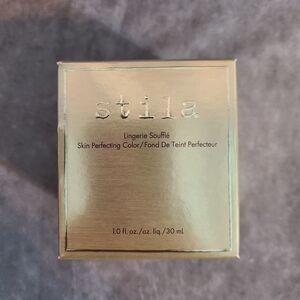 stila
Lingerie Soufflé
Skin Perfecting Color/Fond De Teint Perfecteur
1.0 fl. oz./oz. liq./30 mL